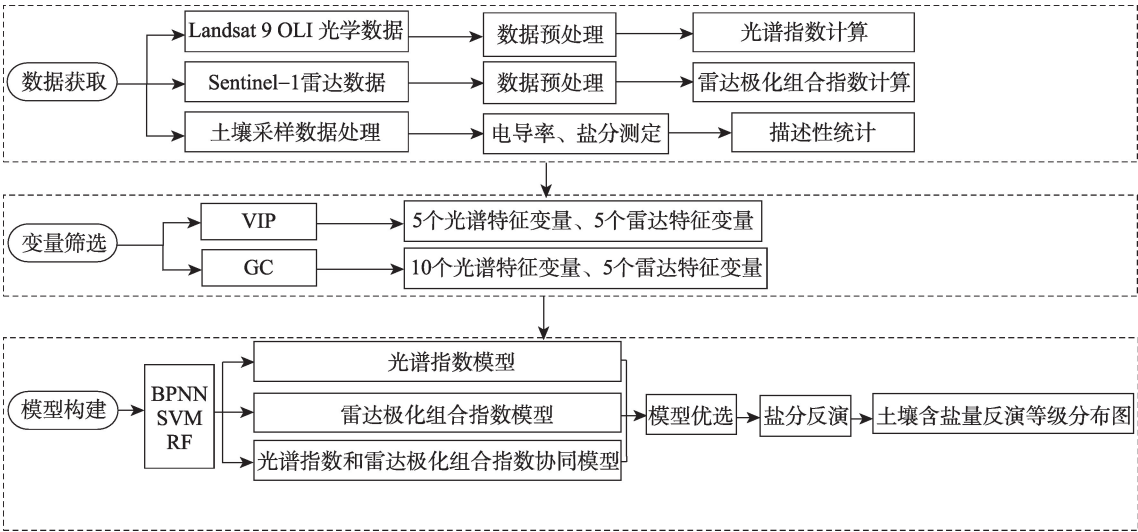 数据获取
Landsat 9 OLI 光学数据
数据预处理
光谱指数计算
Sentinel-1雷达数据
数据预处理
雷达极化组合指数计算
土壤采样数据处理
电导率、盐分测定
描述性统计
变量筛选
VIP
5个光谱特征变量、5个雷达特征变量
GC
10个光谱特征变量、5个雷达特征变量
模型构建
BPNN
SVM
RF
光谱指数模型
雷达极化组合指数模型
光谱指数和雷达极化组合指数协同模型
模型优选
盐分反演
土壤含盐量反演等级分布图